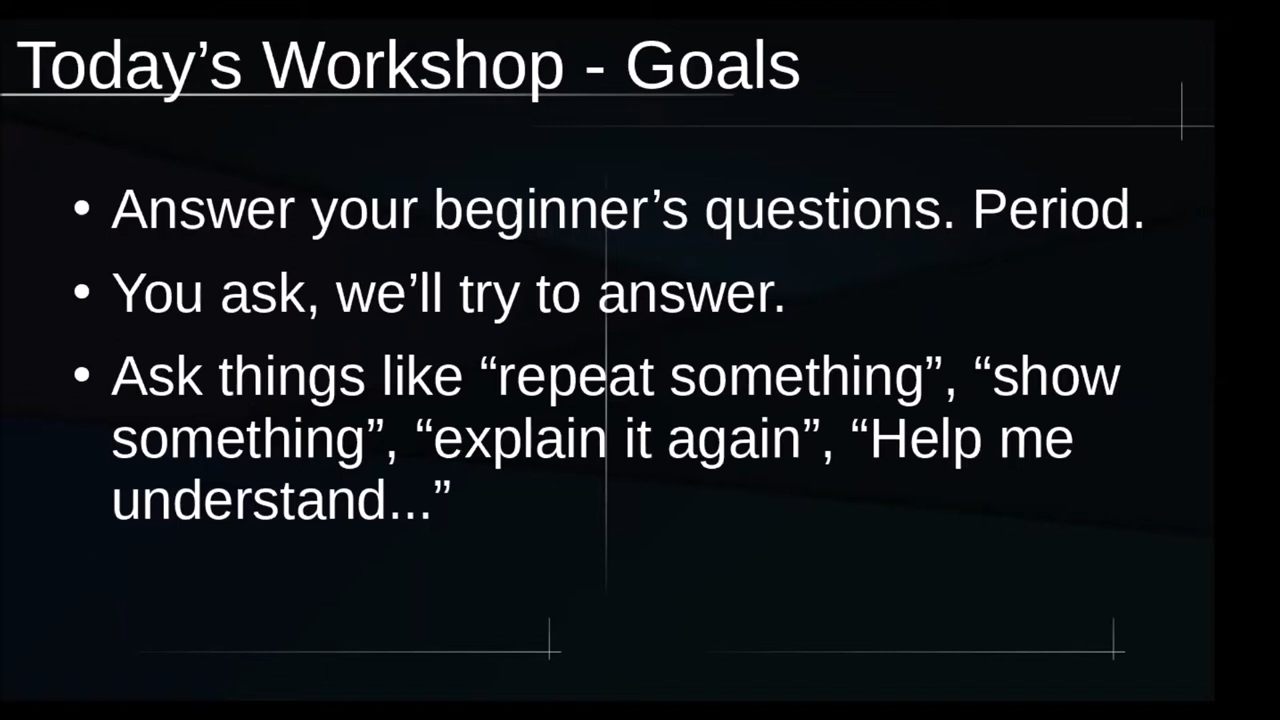 Today’s Workshop - Goals
• Answer your beginner’s questions. Period.
• You ask, we’ll try to answer.
• Ask things like “repeat something”, “show
something”, “explain it again”, “Help me
understand...”